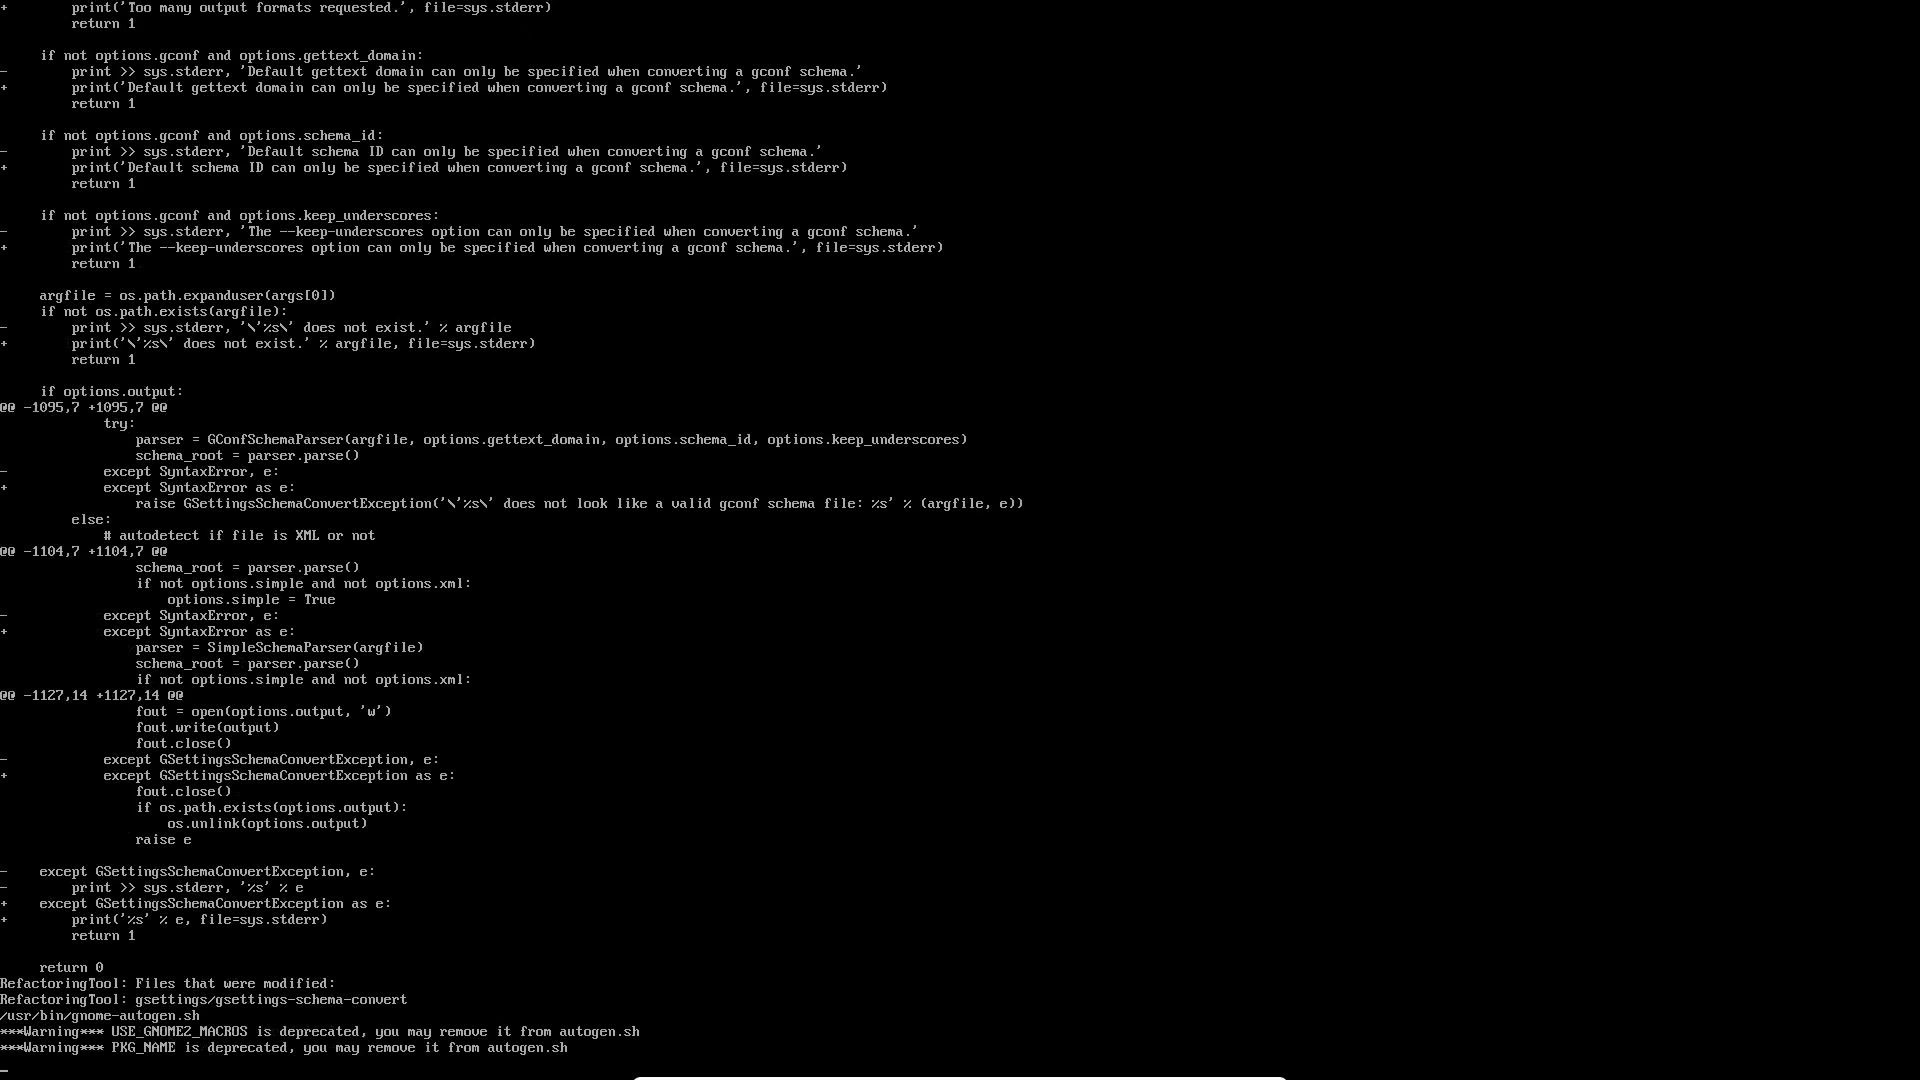 +        print('Too many output formats requested.', file=sys.stderr)
         return 1

     if not options.gconf and options.gettext_domain:
-        print >> sys.stderr, 'Default gettext domain can only be specified when converting a gconf schema.'
+        print('Default gettext domain can only be specified when converting a gconf schema.', file=sys.stderr)
         return 1

     if not options.gconf and options.schema_id:
-        print >> sys.stderr, 'Default schema ID can only be specified when converting a gconf schema.'
+        print('Default schema ID can only be specified when converting a gconf schema.', file=sys.stderr)
         return 1

     if not options.gconf and options.keep_underscores:
-        print >> sys.stderr, 'The --keep-underscores option can only be specified when converting a gconf schema.'
+        print('The --keep-underscores option can only be specified when converting a gconf schema.', file=sys.stderr)
         return 1

     argfile = os.path.expanduser(args[0])
     if not os.path.exists(argfile):
-        print >> sys.stderr, '\'%s\' does not exist.' % argfile
+        print('\'%s\' does not exist.' % argfile, file=sys.stderr)
         return 1

     if options.output:
@@ -1095,7 +1095,7 @@
             try:
                 parser = GConfSchemaParser(argfile, options.gettext_domain, options.schema_id, options.keep_underscores)
                 schema_root = parser.parse()
-            except SyntaxError, e:
+            except SyntaxError as e:
                 raise GSettingsSchemaConvertException('\'%s\' does not look like a valid gconf schema file: %s' % (argfile, e))
         else:
             # autodetect if file is XML or not
@@ -1104,7 +1104,7 @@
                 schema_root = parser.parse()
                 if not options.simple and not options.xml:
                     options.simple = True
-            except SyntaxError, e:
+            except SyntaxError as e:
                 parser = SimpleSchemaParser(argfile)
                 schema_root = parser.parse()
                 if not options.simple and not options.xml:
@@ -1127,14 +1127,14 @@
                 fout = open(options.output, 'w')
                 fout.write(output)
                 fout.close()
-            except GSettingsSchemaConvertException, e:
+            except GSettingsSchemaConvertException as e:
                 fout.close()
                 if os.path.exists(options.output):
                     os.unlink(options.output)
                 raise e

-    except GSettingsSchemaConvertException, e:
-        print >> sys.stderr, '%s' % e
+    except GSettingsSchemaConvertException as e:
+        print('%s' % e, file=sys.stderr)
         return 1

     return 0
RefactoringTool: Files that were modified:
RefactoringTool: gsettings/gsettings-schema-convert
/usr/bin/gnome-autogen.sh
***Warning*** USE_GNOME2_MACROS is deprecated, you may remove it from autogen.sh
***Warning*** PKG_NAME is deprecated, you may remove it from autogen.sh
_